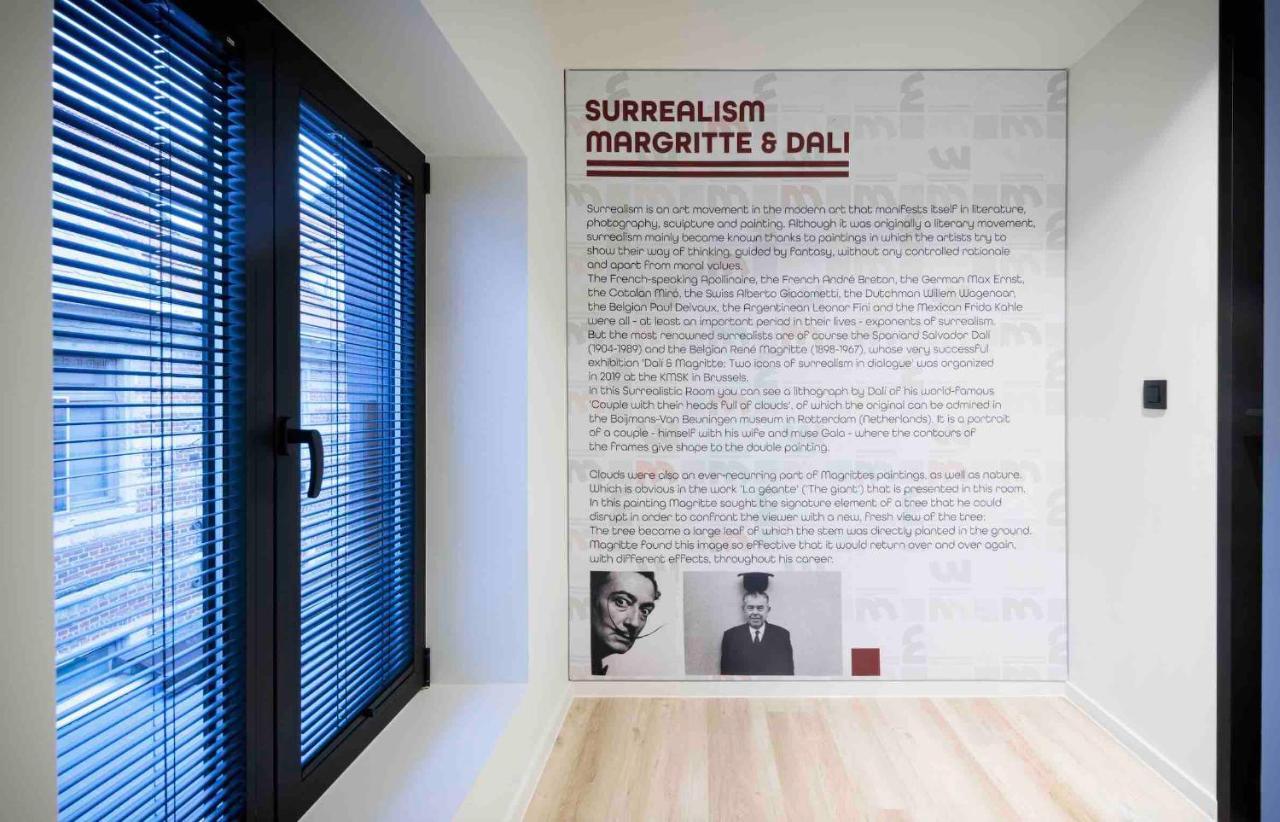 SURREALISM
MARGRITTE & DALI
Surrealism is an art movement in the modern art that manifests itself in literature,
photography, sculpture and painting. Although it was originally a literary movement,
surrealism mainly became known thanks to paintings in which the artists try to
show their way of thinking, guided by fantasy, without any controlled rationale
and apart from moral values.
The French-speaking Apollinaire, the French André Breton, the German Max Ernst,
the Catalan Miró, the Swiss Alberto Giacometti, the Dutchman Willem Wagenaar,
the Belgian Paul Delvaux, the Argentinean Leonor Fini and the Mexican Frida Kahle
were all - at least an important period in their lives - exponents of surrealism.
But the most renowned surrealists are of course the Spaniard Salvador Dalí
(1904-1989) and the Belgian René Magritte (1898-1967), whose very successful
exhibition 'Dalí & Magritte: Two icons of surrealism in dialogue' was organized
in 2019 at the KMSK in Brussels.
In this Surrealistic Room you can see a lithograph by Dalí of his world-famous
'Couple with their heads full of clouds', of which the original can be admired in
the Boijmans-Van Beuningen museum in Rotterdam (Netherlands). It is a portrait
of a couple - himself with his wife and muse Gala - where the contours of
the frames give shape to the double painting.
Clouds were also an ever-recurring part of Magrittes paintings, as well as nature.
Which is obvious in the work 'La géante' ('The giant') that is presented in this room.
In this painting Magritte sought the signature element of a tree that he could
disrupt in order to confront the viewer with a new, fresh view of the tree:
The tree became a large leaf of which the stem was directly planted in the ground.
Magritte found this image so effective that it would return over and over again,
with different effects, throughout his career.